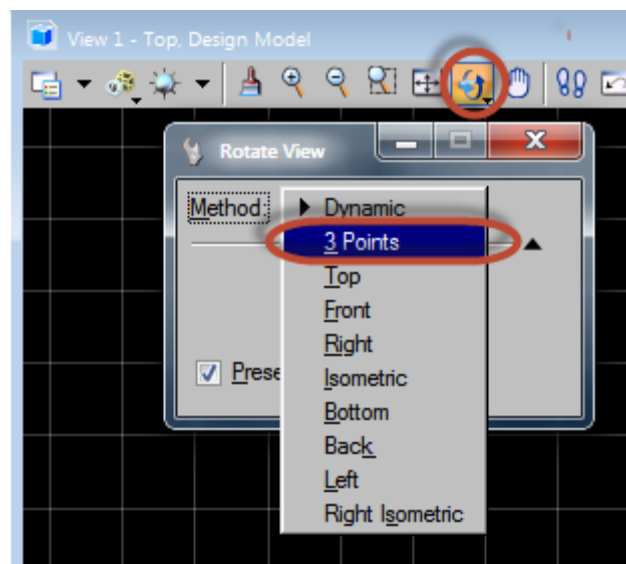 View 1 - Top, Design Model
Rotate View
Method:
Dynamic
3 Points
Top
Front
Right
Prese
Isometric
Bottom
Back
Left
Right Isometric